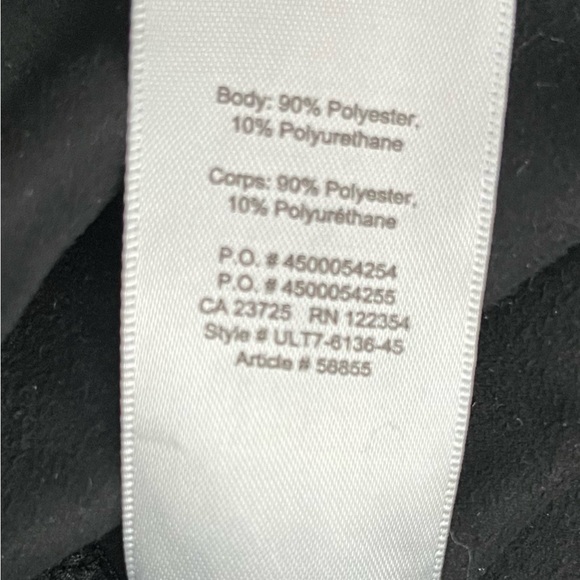 Body: 90% Polyester,
10% Polyurethane
Corps: 90% Polyester,
10% Polyuréthane
P.O. # 4500054254
P.O. # 4500054255
CA 23725 RN 122354
Style # ULT7-6136-45
Article # 56855